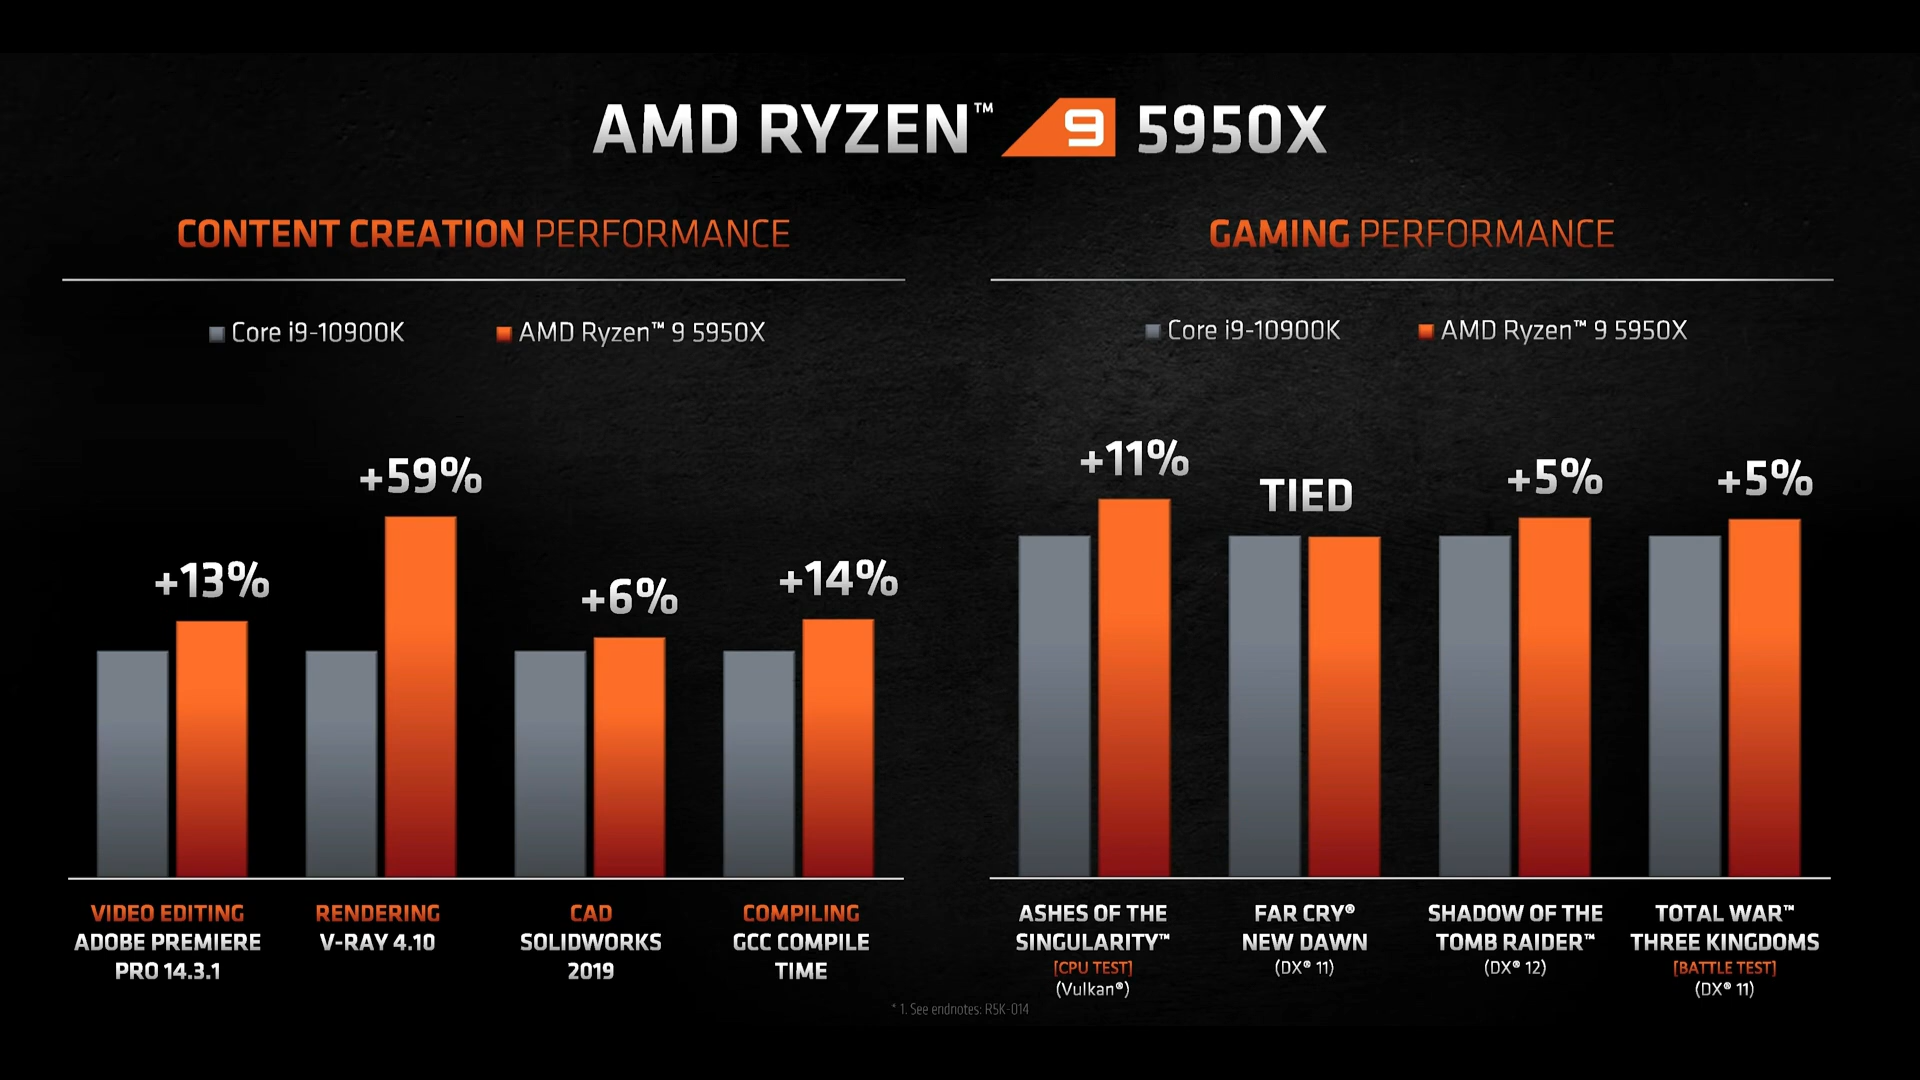 AMD RYZEN™ 9 5950X
CONTENT CREATION PERFORMANCE
Core i9-10900K
AMD Ryzen™ 9 5950X
+13%
+59%
+6%
+14%
VIDEO EDITING
ADOBE PREMIERE
PRO 14.3.1
RENDERING
V-RAY 4.10
CAD
SOLIDWORKS
2019
COMPILING
GCC COMPILE
TIME
GAMING PERFORMANCE
Core i9-10900K
AMD Ryzen™ 9 5950X
+11%
TIED
+5%
+5%
ASHES OF THE
SINGULARITY™
[CPU TEST]
(Vulkan®)
FAR CRY®
NEW DAWN
(DX® 11)
SHADOW OF THE
TOMB RAIDER™
(DX® 12)
TOTAL WAR™
THREE KINGDOMS
[BATTLE TEST]
(DX® 11)
* 1. See endnotes: R5K-014